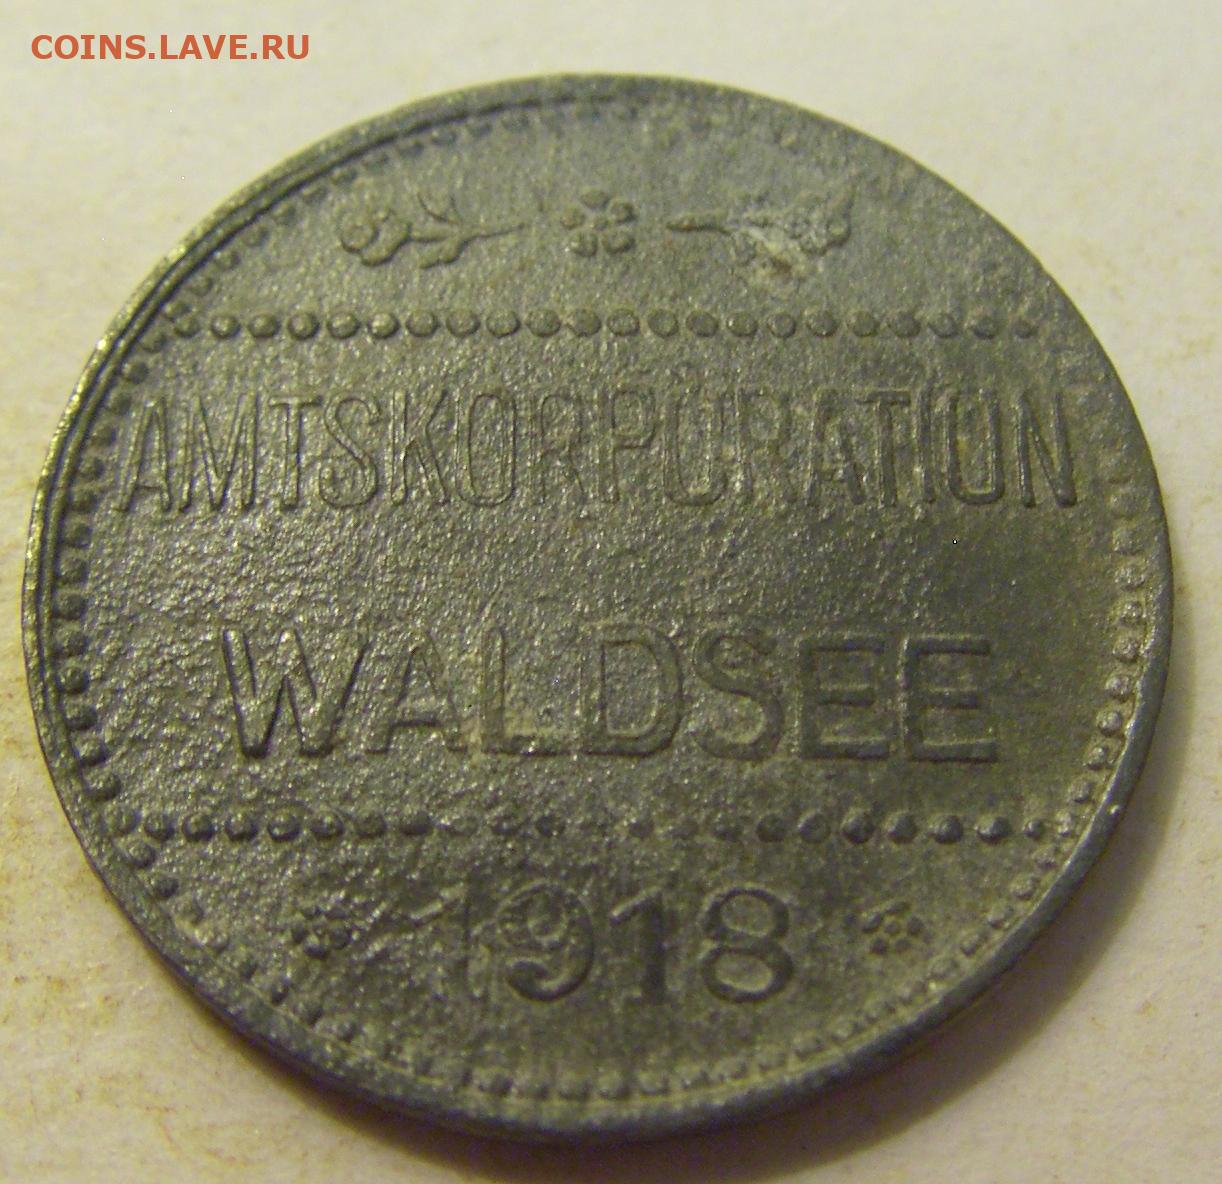 COINS.LAVE.RU
AMTSKORPORATION
WALDSEE
1918